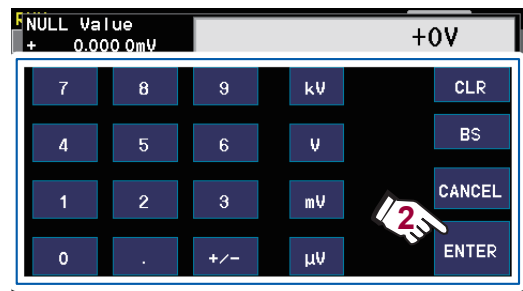 NULL Value
+ 0.000 0mV
+0V
7 8 9 kV CLR
4 5 6 V BS
1 2 3 mV CANCEL
2
0 . +/- µV ENTER